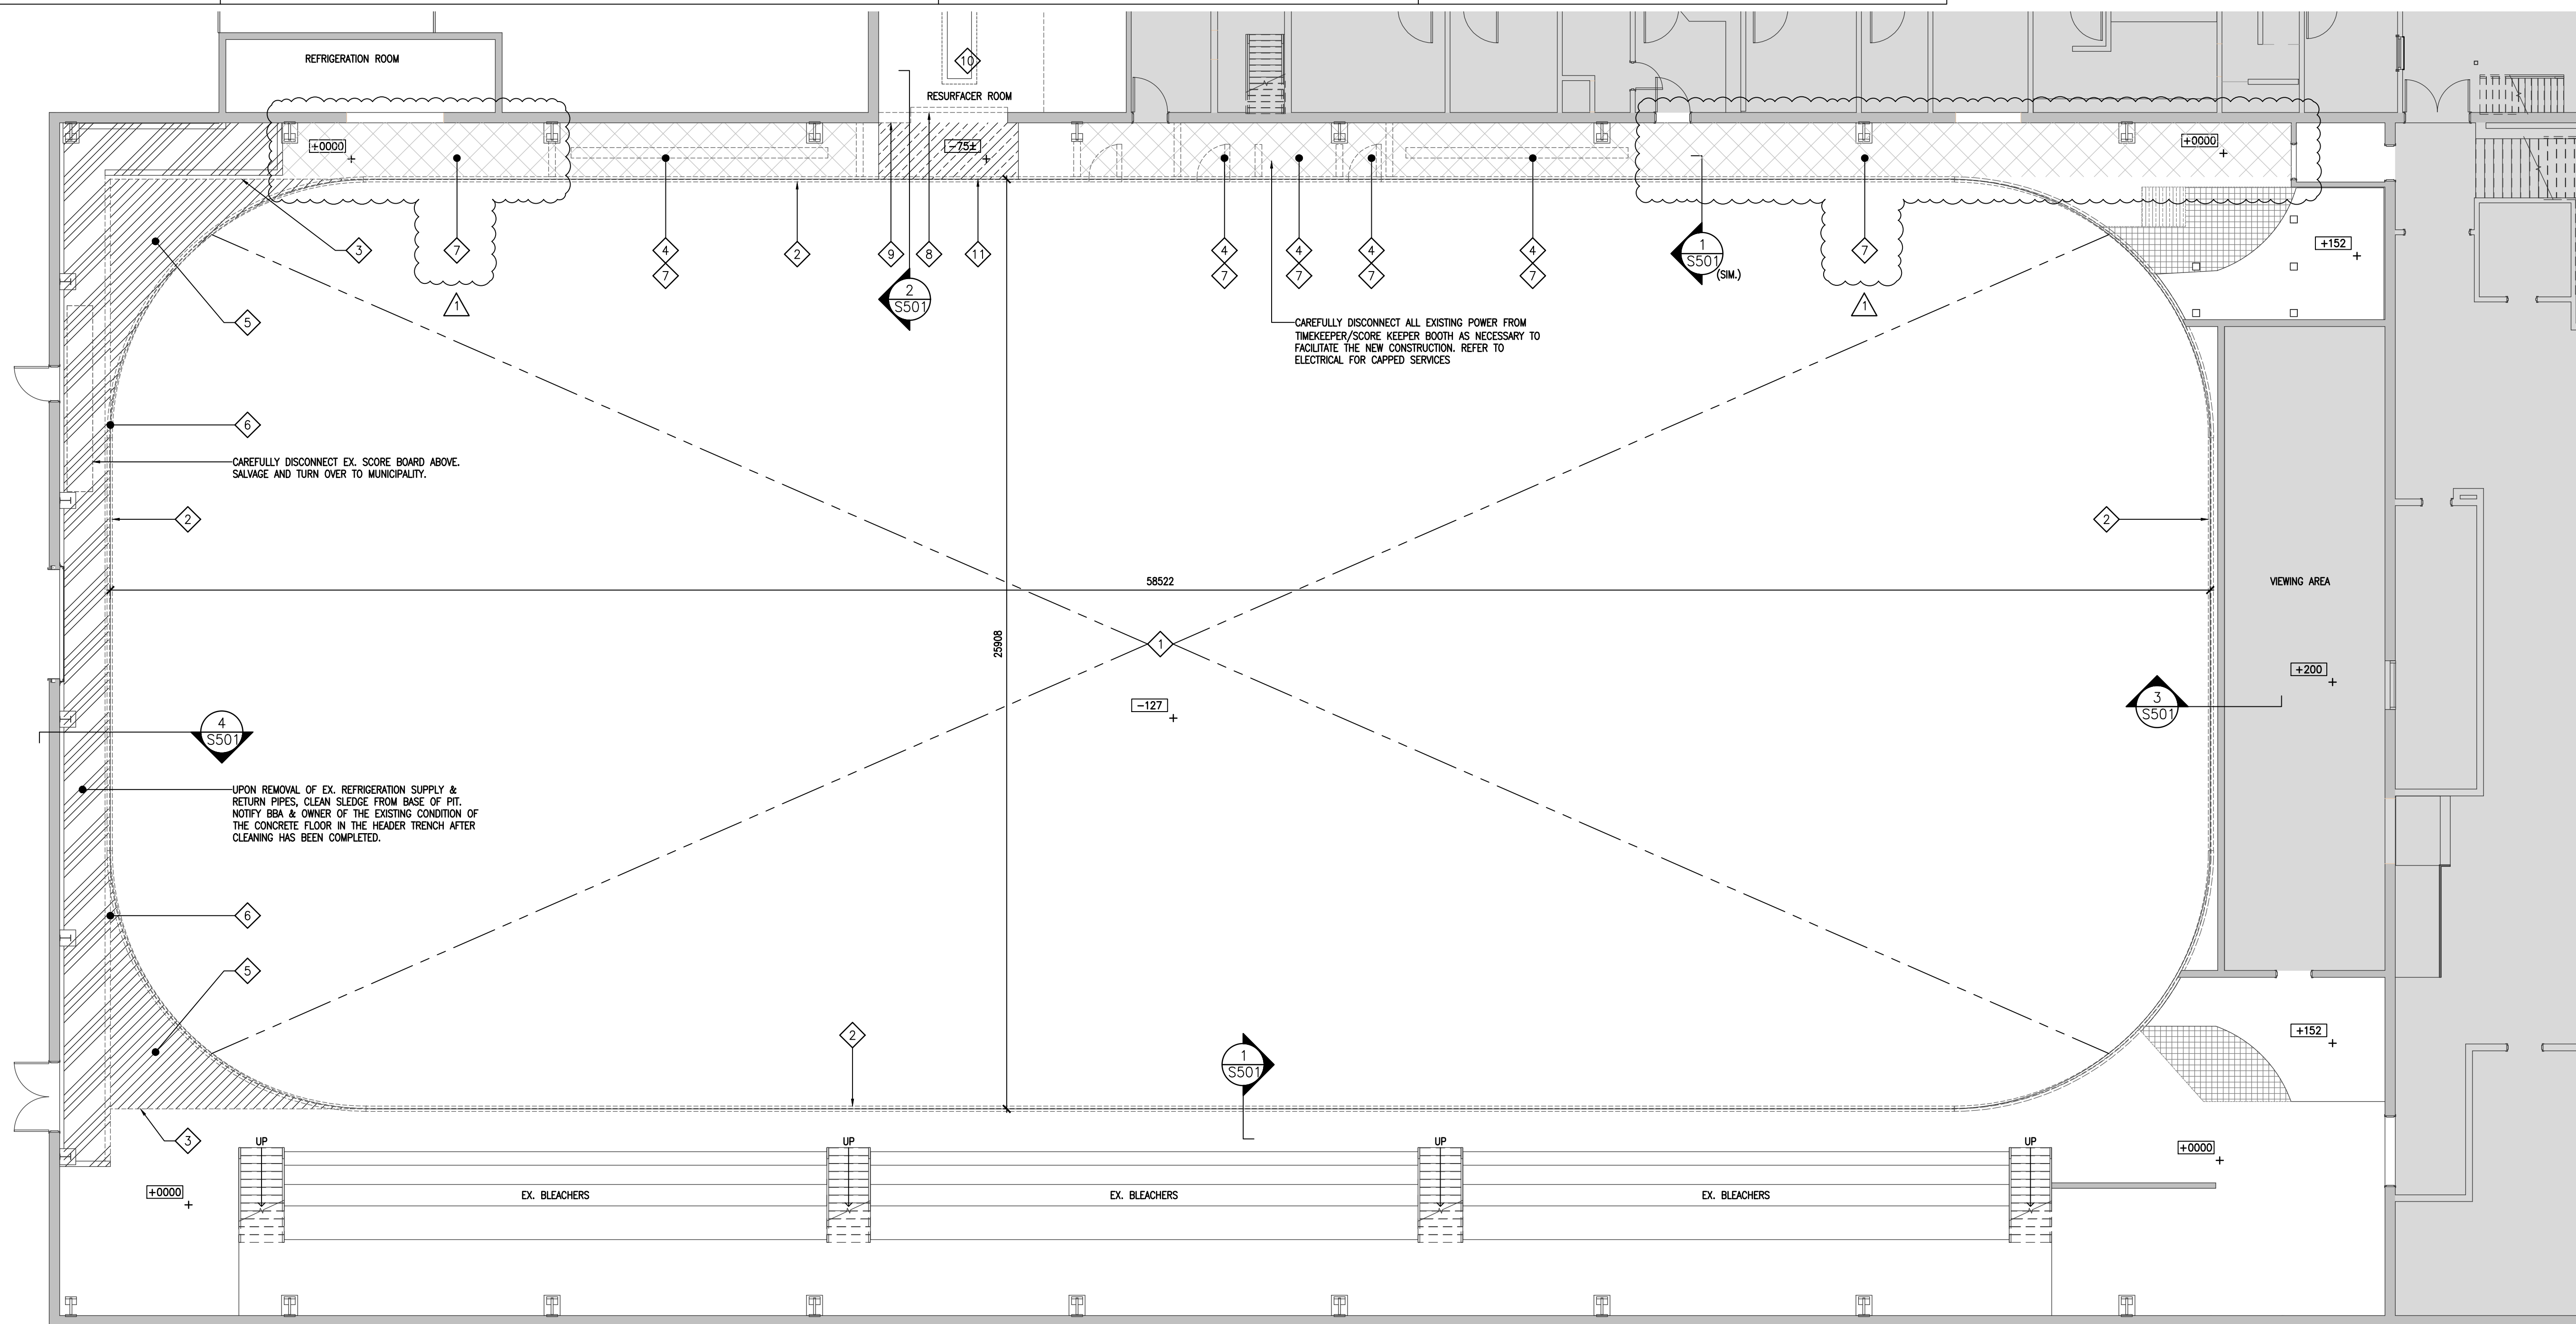 REFRIGERATION ROOM
10
RESURFACER ROOM
+0000
-75±
+0000
3
7
4
7
2
9
8
11
4
7
4
7
4
7
4
7
1
S501
(SIM.)
7
+152
2
S501
1
1
5
CAREFULLY DISCONNECT ALL EXISTING POWER FROM
TIMEKEEPER/SCORE KEEPER BOOTH AS NECESSARY TO
FACILITATE THE NEW CONSTRUCTION. REFER TO
ELECTRICAL FOR CAPPED SERVICES
6
CAREFULLY DISCONNECT EX. SCORE BOARD ABOVE.
SALVAGE AND TURN OVER TO MUNICIPALITY.
2
2
58522
VIEWING AREA
25908
1
+200
-127
3
S501
4
S501
UPON REMOVAL OF EX. REFRIGERATION SUPPLY &
RETURN PIPES, CLEAN SLEDGE FROM BASE OF PIT.
NOTIFY BBA & OWNER OF THE EXISTING CONDITION OF
THE CONCRETE FLOOR IN THE HEADER TRENCH AFTER
CLEANING HAS BEEN COMPLETED.
6
5
2
+152
1
S501
3
UP
UP
UP
UP
+0000
+0000
EX. BLEACHERS
EX. BLEACHERS
EX. BLEACHERS